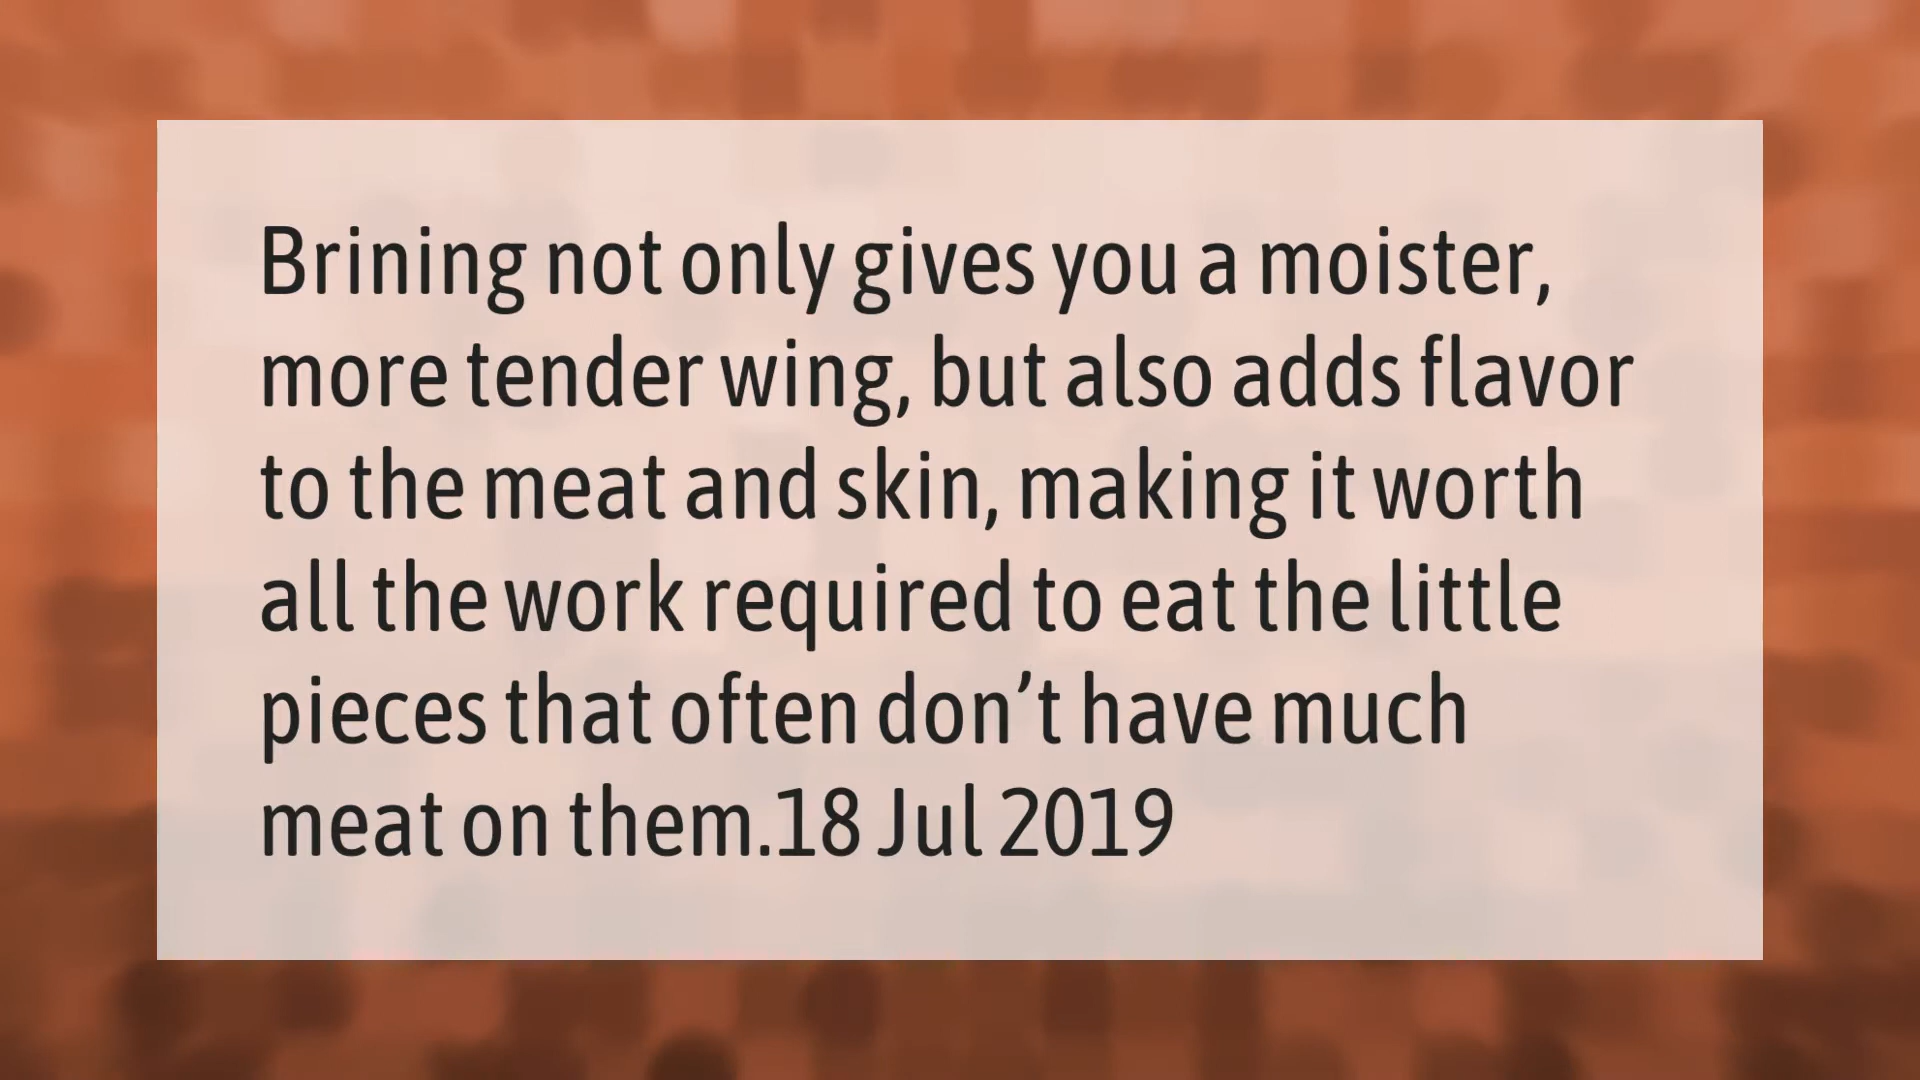 Brining not only gives you a moister,
more tender wing, but also adds flavor
to the meat and skin, making it worth
all the work required to eat the little
pieces that often don’t have much
meat on them.18 Jul 2019